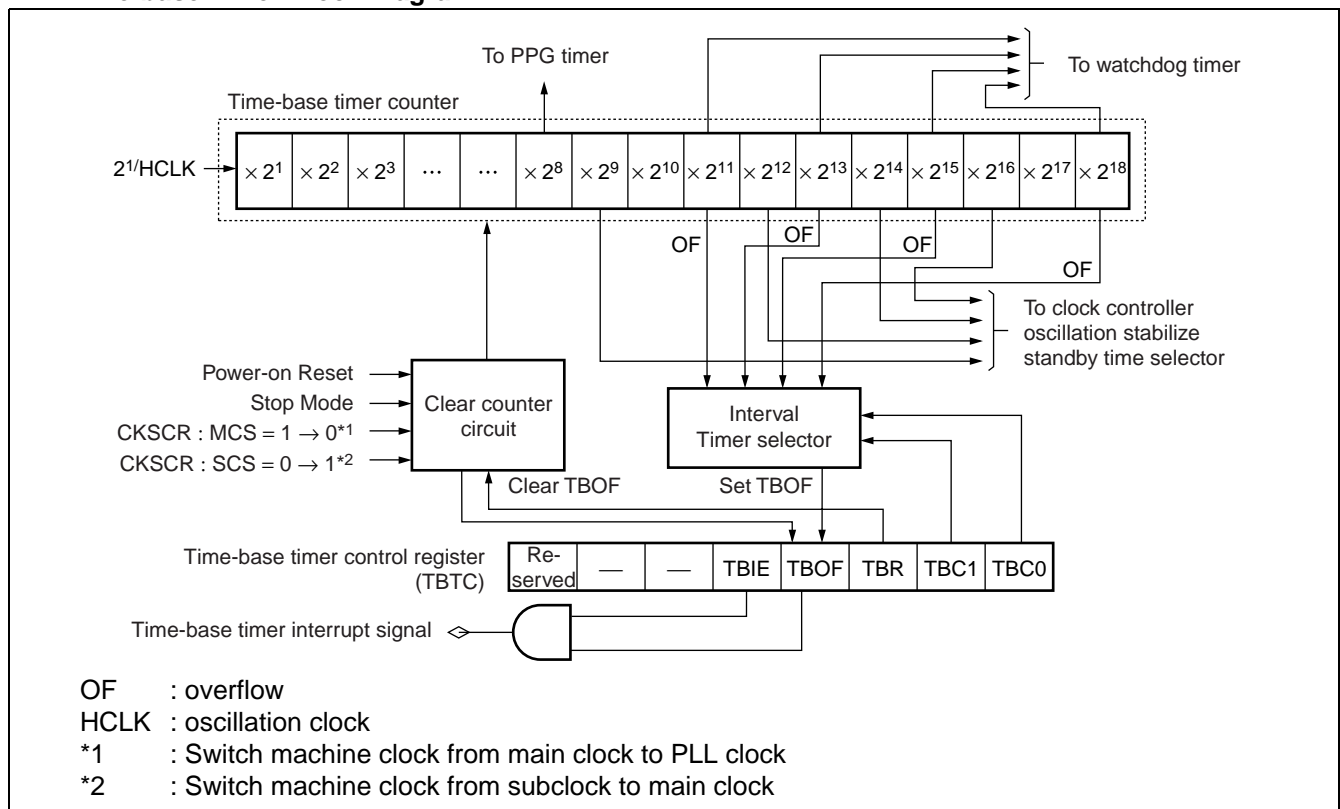 To PPG timer
To watchdog timer
Time-base timer counter
2¹/HCLK
× 2¹ × 2² × 2³ ... ... × 2⁸ × 2⁹ × 2¹⁰ × 2¹¹ × 2¹² × 2¹³ × 2¹⁴ × 2¹⁵ × 2¹⁶ × 2¹⁷ × 2¹⁸
OF OF OF OF
To clock controller
oscillation stabilize
standby time selector
Power-on Reset
Stop Mode
CKSCR : MCS = 1 → 0*1
CKSCR : SCS = 0 → 1*2
Clear counter
circuit
Interval
Timer selector
Clear TBOF
Set TBOF
Time-base timer control register
(TBTC)
Re-
served — — TBIE TBOF TBR TBC1 TBC0
Time-base timer interrupt signal
OF : overflow
HCLK : oscillation clock
*1 : Switch machine clock from main clock to PLL clock
*2 : Switch machine clock from subclock to main clock